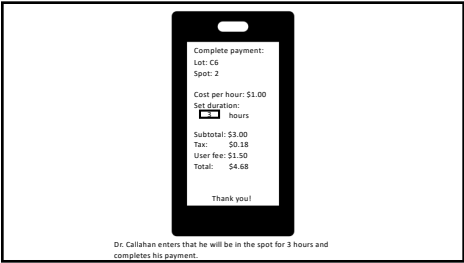 Complete payment:
Lot: C6
Spot: 2
Cost per hour: $1.00
Set duration:
3 hours
Subtotal: $3.00
Tax: $0.18
User fee: $1.50
Total: $4.68
Thank you!
Dr. Callahan enters that he will be in the spot for 3 hours and
completes his payment.